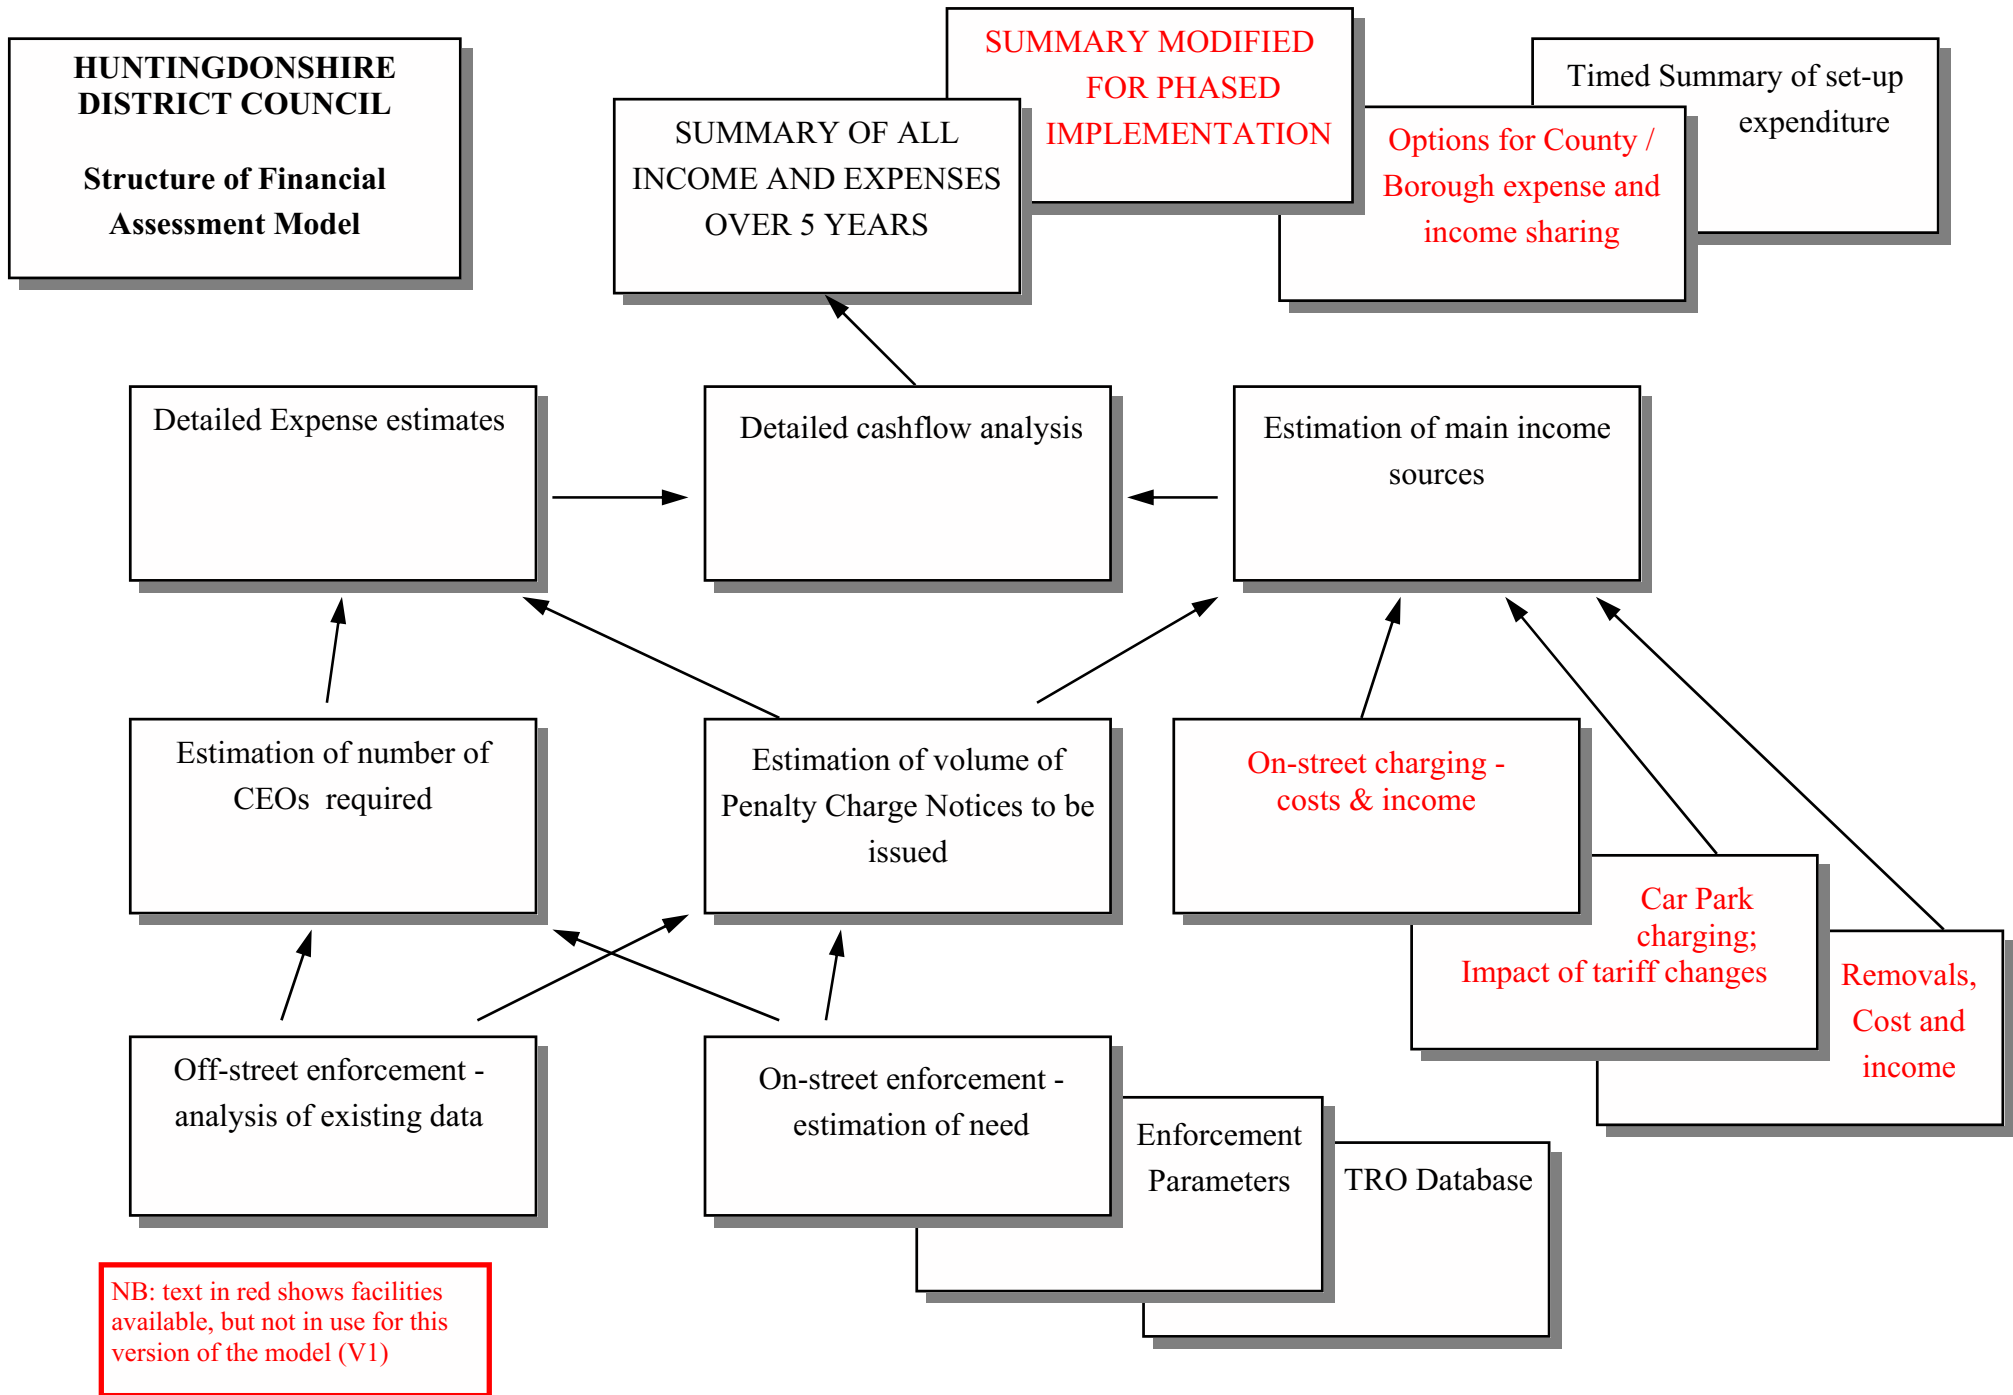 HUNTINGDONSHIRE
DISTRICT COUNCIL
Structure of Financial
Assessment Model
SUMMARY OF ALL
INCOME AND EXPENSES
OVER 5 YEARS
SUMMARY MODIFIED
FOR PHASED
IMPLEMENTATION
Options for County /
Borough expense and
income sharing
Timed Summary of set-up
expenditure
Detailed Expense estimates
Detailed cashflow analysis
Estimation of main income
sources
Estimation of number of
CEOs required
Estimation of volume of
Penalty Charge Notices to be
issued
On-street charging -
costs & income
Car Park
charging;
Impact of tariff changes
Removals,
Cost and
income
Off-street enforcement -
analysis of existing data
On-street enforcement -
estimation of need
Enforcement
Parameters
TRO Database
NB: text in red shows facilities
available, but not in use for this
version of the model (V1)